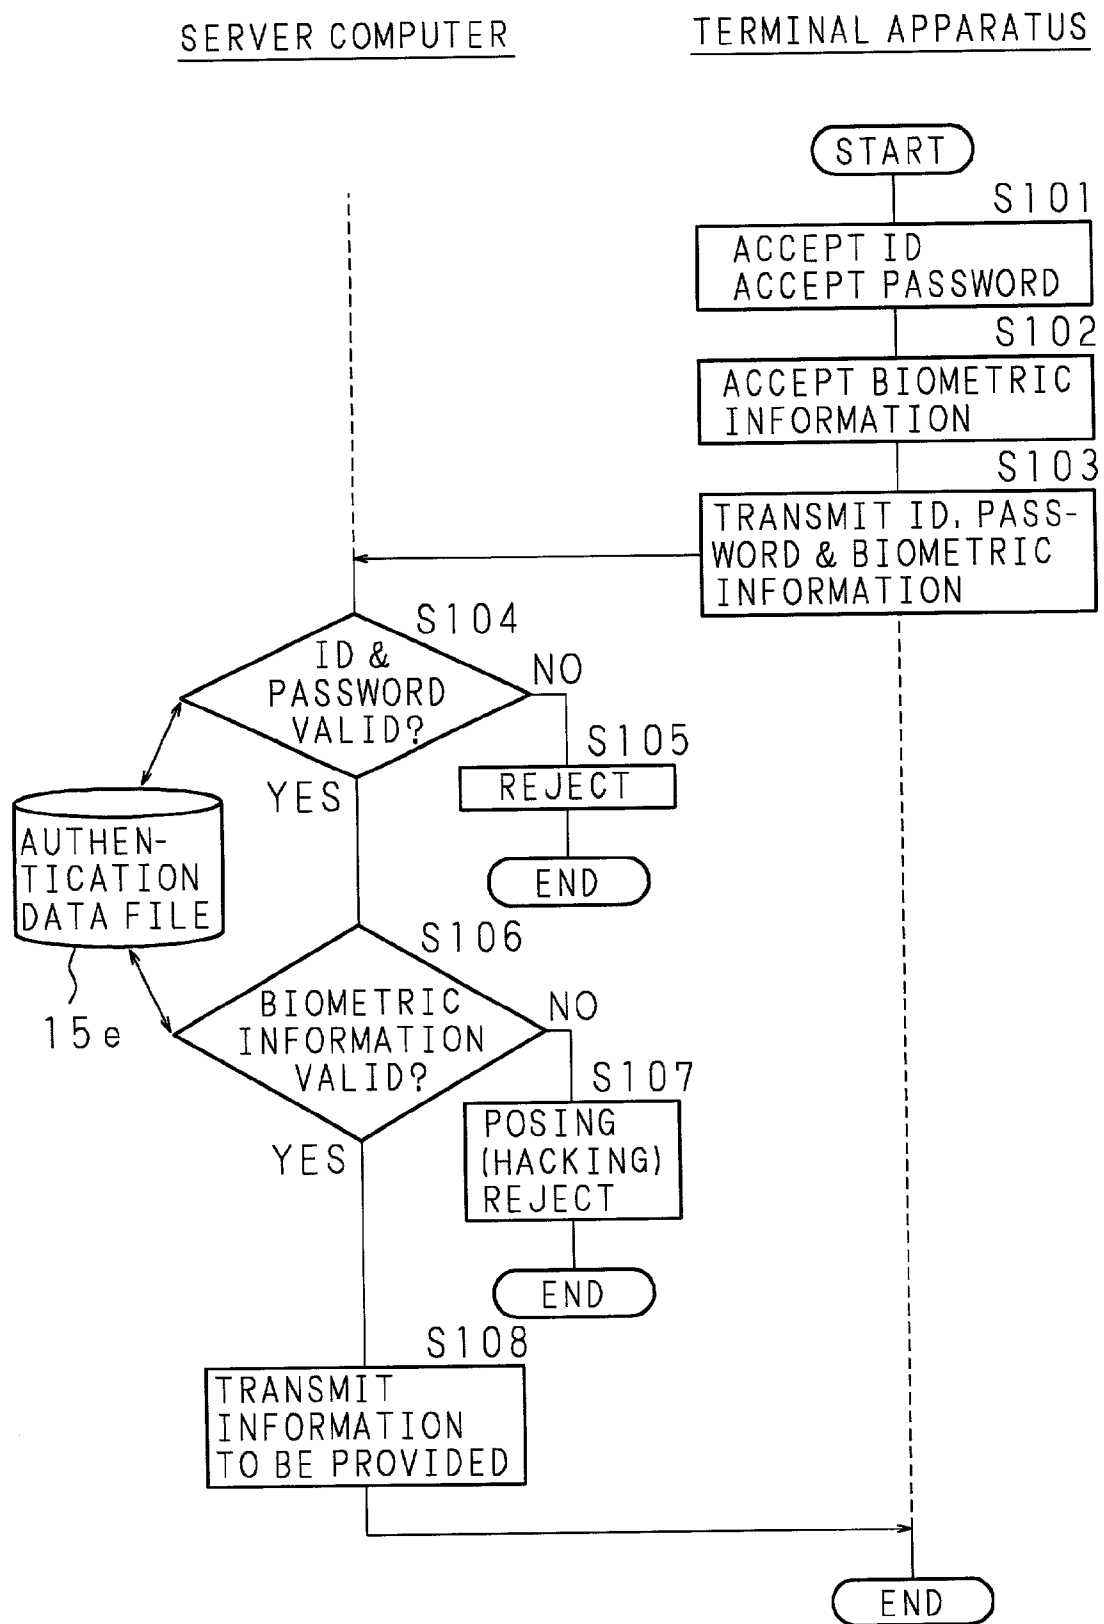 SERVER COMPUTER
TERMINAL APPARATUS
START
S101
ACCEPT ID
ACCEPT PASSWORD
S102
ACCEPT BIOMETRIC
INFORMATION
S103
TRANSMIT ID, PASS-
WORD & BIOMETRIC
INFORMATION
S104
ID &
PASSWORD
VALID?
NO
S105
REJECT
END
YES
AUTHEN-
TICATION
DATA FILE
15e
S106
BIOMETRIC
INFORMATION
VALID?
NO
S107
POSING
(HACKING)
REJECT
END
YES
S108
TRANSMIT
INFORMATION
TO BE PROVIDED
END